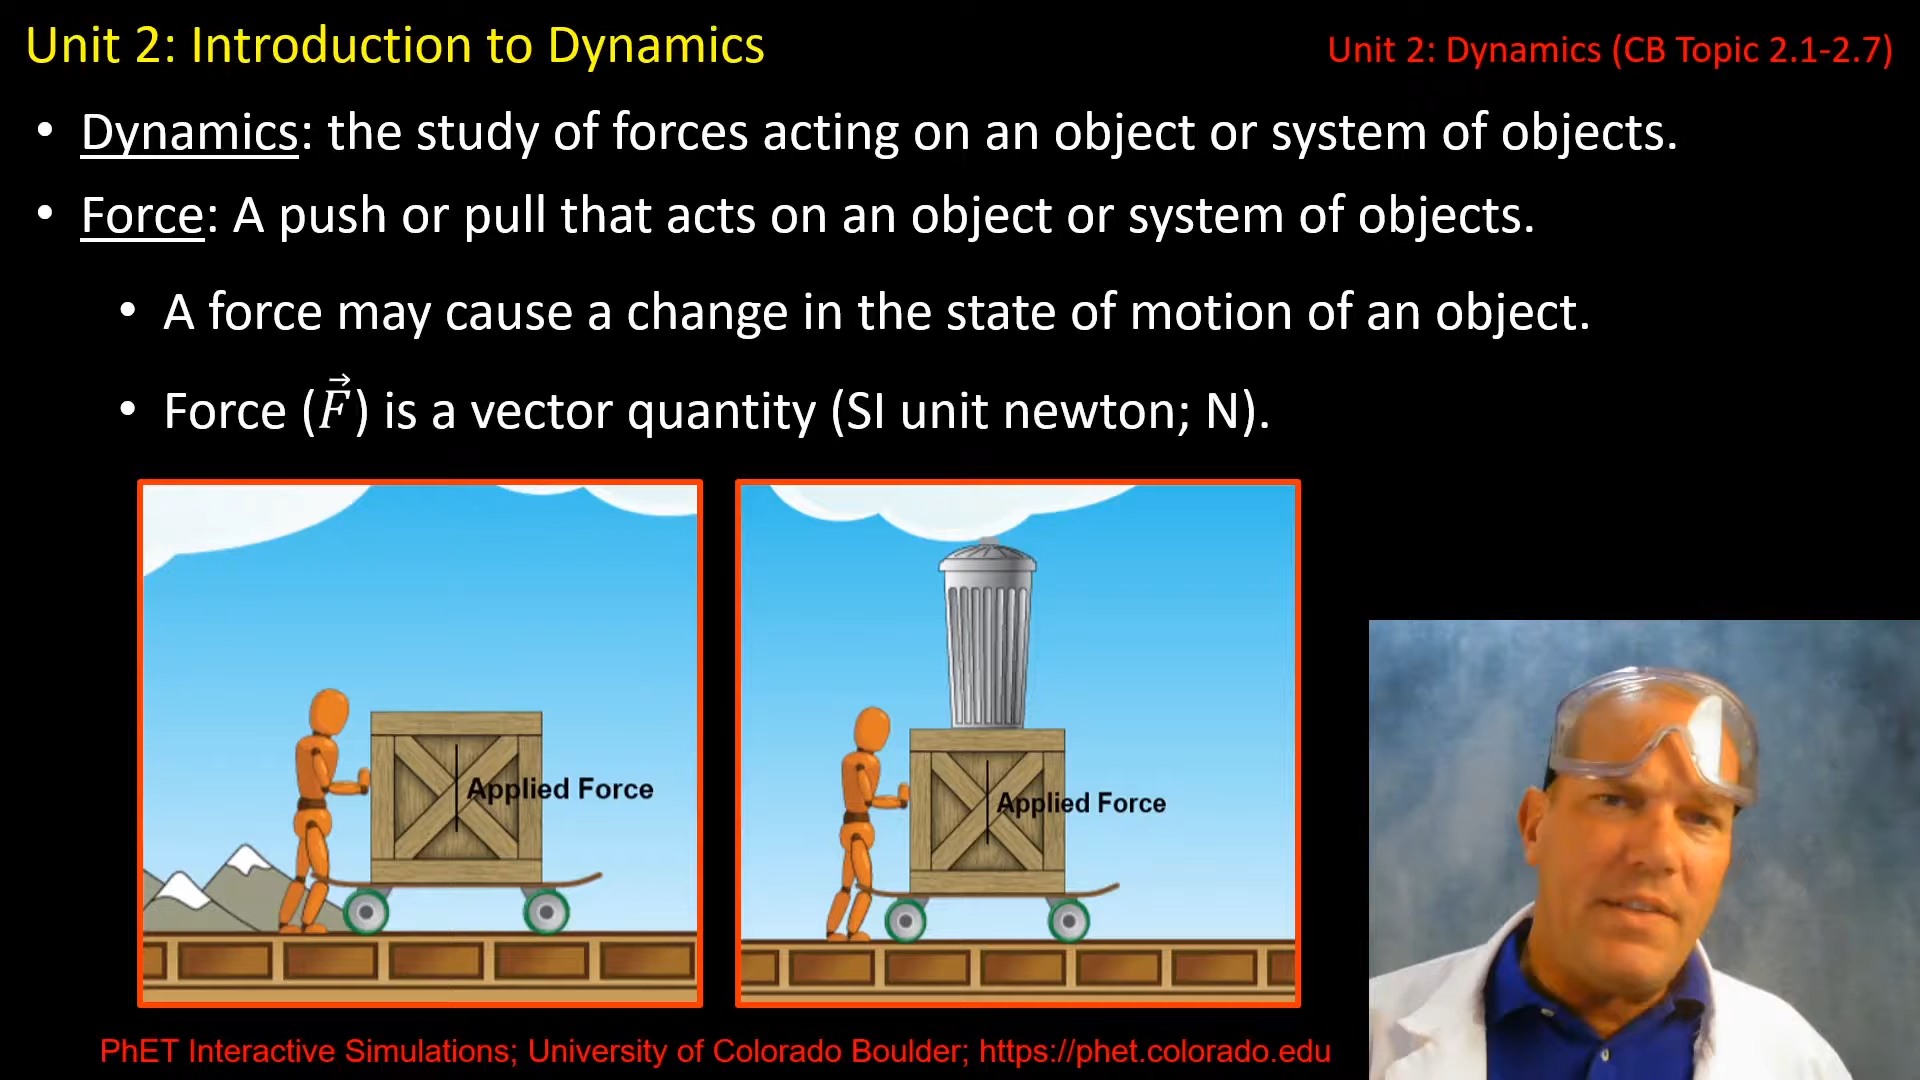 Unit 2: Introduction to Dynamics
Unit 2: Dynamics (CB Topic 2.1-2.7)
• Dynamics: the study of forces acting on an object or system of objects.
• Force: A push or pull that acts on an object or system of objects.
• A force may cause a change in the state of motion of an object.
• Force (F⃗) is a vector quantity (SI unit newton; N).
Applied Force
Applied Force
PhET Interactive Simulations; University of Colorado Boulder; https://phet.colorado.edu